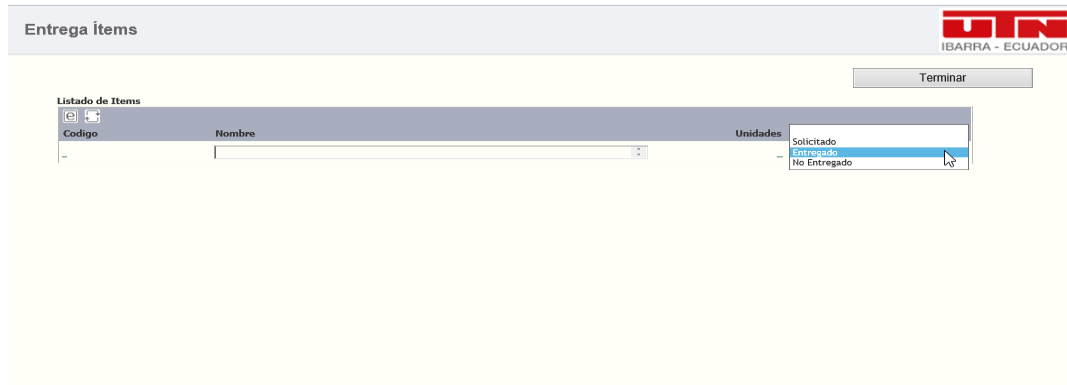 Entrega Ítems
UTN
IBARRA - ECUADOR
Terminar
Listado de Items
e
Codigo Nombre Unidades
Solicitado
Entregado
No Entregado